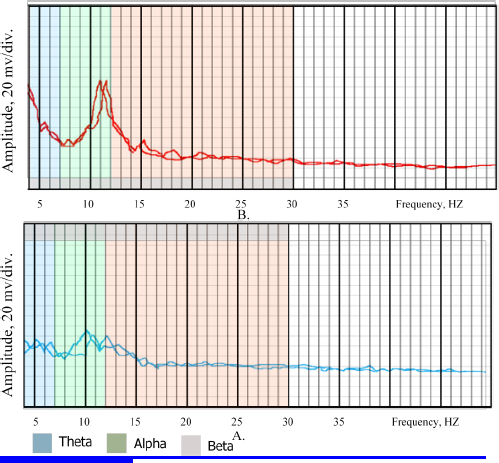 Amplitude, 20 mv/div.
5 10 15 20 25 30 35 Frequency, HZ
B.
Amplitude, 20 mv/div.
5 10 15 20 25 30 35 Frequency, HZ
A.
Theta Alpha Beta